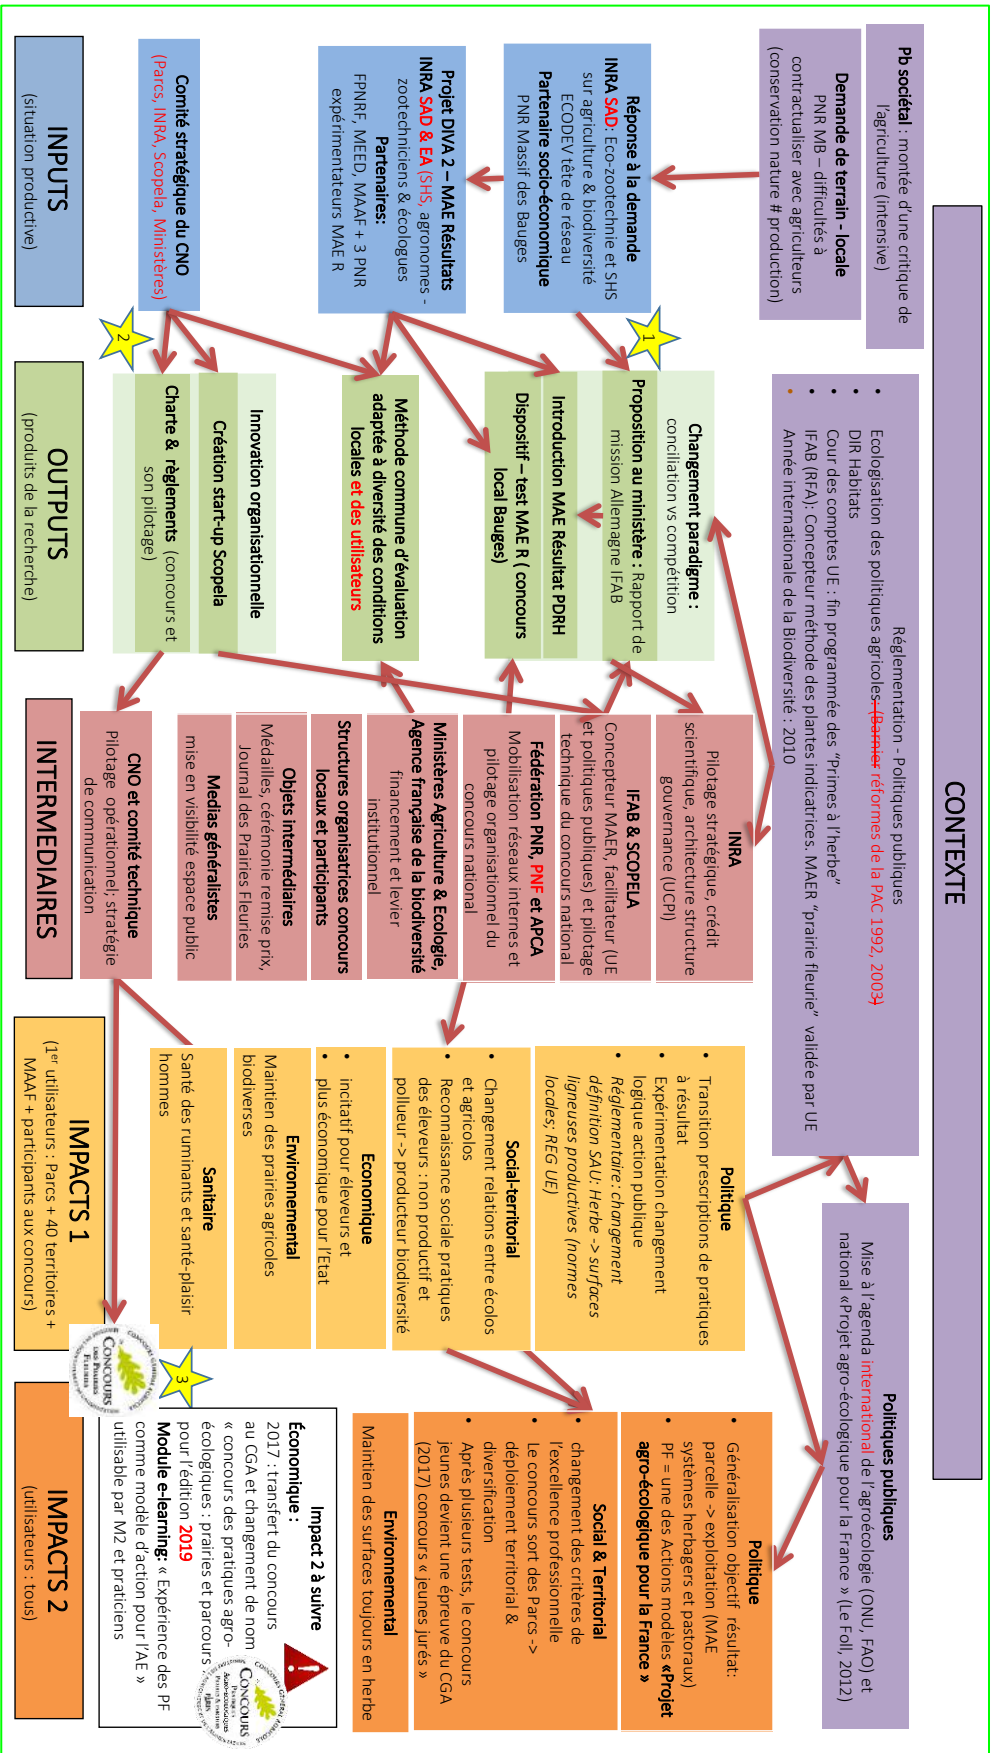 CONTEXTE
Pb sociétal : montée d’une critique de
l’agriculture (intensive)
Demande de terrain - locale
PNR MB – difficultés à
contractualiser avec agriculteurs
(conservation nature # production)
• Réglementation - Politiques publiques
Ecologisation des politiques agricoles: (Barnier réformes de la PAC 1992, 2003)
• DIR Habitats
• Cour des comptes UE : fin programmée des “Primes à l’herbe”
• IFAB (RFA): Concepteur méthode des plantes indicatrices. MAER “prairie fleurie” validée par UE
• Année internationale de la Biodiversité : 2010
Politiques publiques
Mise à l’agenda international de l’agroécologie (ONU, FAO) et
national «Projet agro-écologique pour la France » (Le Foll, 2012)
Réponse à la demande
INRA SAD: Eco-zootechnie et SHS
sur agriculture & biodiversité
ECODEV tête de réseau
Partenaire socio-économique
PNR Massif des Bauges
Projet DIVA 2 – MAE Résultats
INRA SAD & EA (SHS, agronomes -
zootechniciens & écologues
Partenaires:
FPNRF, MEED, MAAF + 3 PNR
expérimentateurs MAE R
Comité stratégique du CNO
(Parcs, INRA, Scopela, Ministères)
INPUTS
(situation productive)
1
2
Changement paradigme :
conciliation vs compétition
Proposition au ministère : Rapport de
mission Allemagne IFAB
Introduction MAE Résultat PDRH
Dispositif – test MAE R ( concours
local Bauges)
Méthode commune d’évaluation
adaptée à diversité des conditions
locales et des utilisateurs
Innovation organisationnelle
Création start-up Scopela
Charte & règlements (concours et
son pilotage)
OUTPUTS
(produits de la recherche)
INRA
Pilotage stratégique, crédit
scientifique, architecture structure
gouvernance (UCPI)
IFAB & SCOPELA
Concepteur MAER, facilitateur (UE
et politiques publiques) et pilotage
technique du concours national
Fédération PNR, PNF et APCA
Mobilisation réseaux internes et
pilotage organisationnel du
concours national
Ministères Agriculture & Ecologie,
Agence française de la biodiversité
financement et levier
institutionnel
Structures organisatrices concours
locaux et participants
Objets intermédiaires
Médailles, cérémonie remise prix,
Journal des Prairies Fleuries
Medias généralistes
mise en visibilité espace public
CNO et comité technique
Pilotage opérationnel; stratégie
de communication
INTERMEDIAIRES
Politique
• Transition prescriptions de pratiques
à résultat
• Expérimentation changement
logique action publique
• Réglementaire: changement
définition SAU: Herbe -> surfaces
ligneuses productives (normes
locales; REG UE)
Social-territorial
• Changement relations entre écolos
et agricolos
• Reconnaissance sociale pratiques
des éleveurs : non productif et
pollueur -> producteur biodiversité
Economique
• incitatif pour éleveurs et
• plus économique pour l’Etat
Environnemental
Maintien des prairies agricoles
biodiverses
Sanitaire
Santé des ruminants et santé-plaisir
hommes
IMPACTS 1
(1er utilisateurs : Parcs + 40 territoires +
MAAF + participants aux concours)
CONCOURS GÉNÉRAL AGRICOLE
CONCOURS
DES PRAIRIES
FLEURIES
3
Politique
• Généralisation objectif résultat:
parcelle -> exploitation (MAE
systèmes herbagers et pastoraux)
• PF = une des Actions modèles «Projet
agro-écologique pour la France »
Social & Territorial
• changement des critères de
l’excellence professionnelle
• Le concours sort des Parcs ->
déploiement territorial &
diversification
• Après plusieurs tests, le concours
jeunes devient une épreuve du CGA
(2017) concours « jeunes jurés »
Environnemental
Maintien des surfaces toujours en herbe
Impact 2 à suivre
Économique :
2017 : transfert du concours
au CGA et changement de nom
« concours des pratiques agro-
écologiques : prairies et parcours
pour l’édition 2019
Module e-learning: « Expérience des PF
comme modèle d’action pour l’AE »
utilisable par M2 et praticiens
CONCOURS GÉNÉRAL AGRICOLE
CONCOURS
PRATIQUES
AGRO-ÉCOLOGIQUES
PRAIRIES & PARCOURS
PARIS
IMPACTS 2
(utilisateurs : tous)